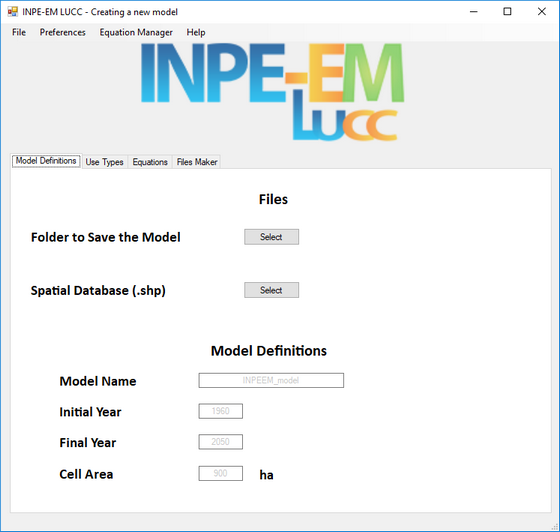 INPE-EM LUCC - Creating a new model
File Preferences Equation Manager Help
INPE-EM
LUCC
Model Definitions Use Types Equations Files Maker
Files
Folder to Save the Model Select
Spatial Database (.shp) Select
Model Definitions
Model Name INPEEM_model
Initial Year 1960
Final Year 2050
Cell Area 900 ha